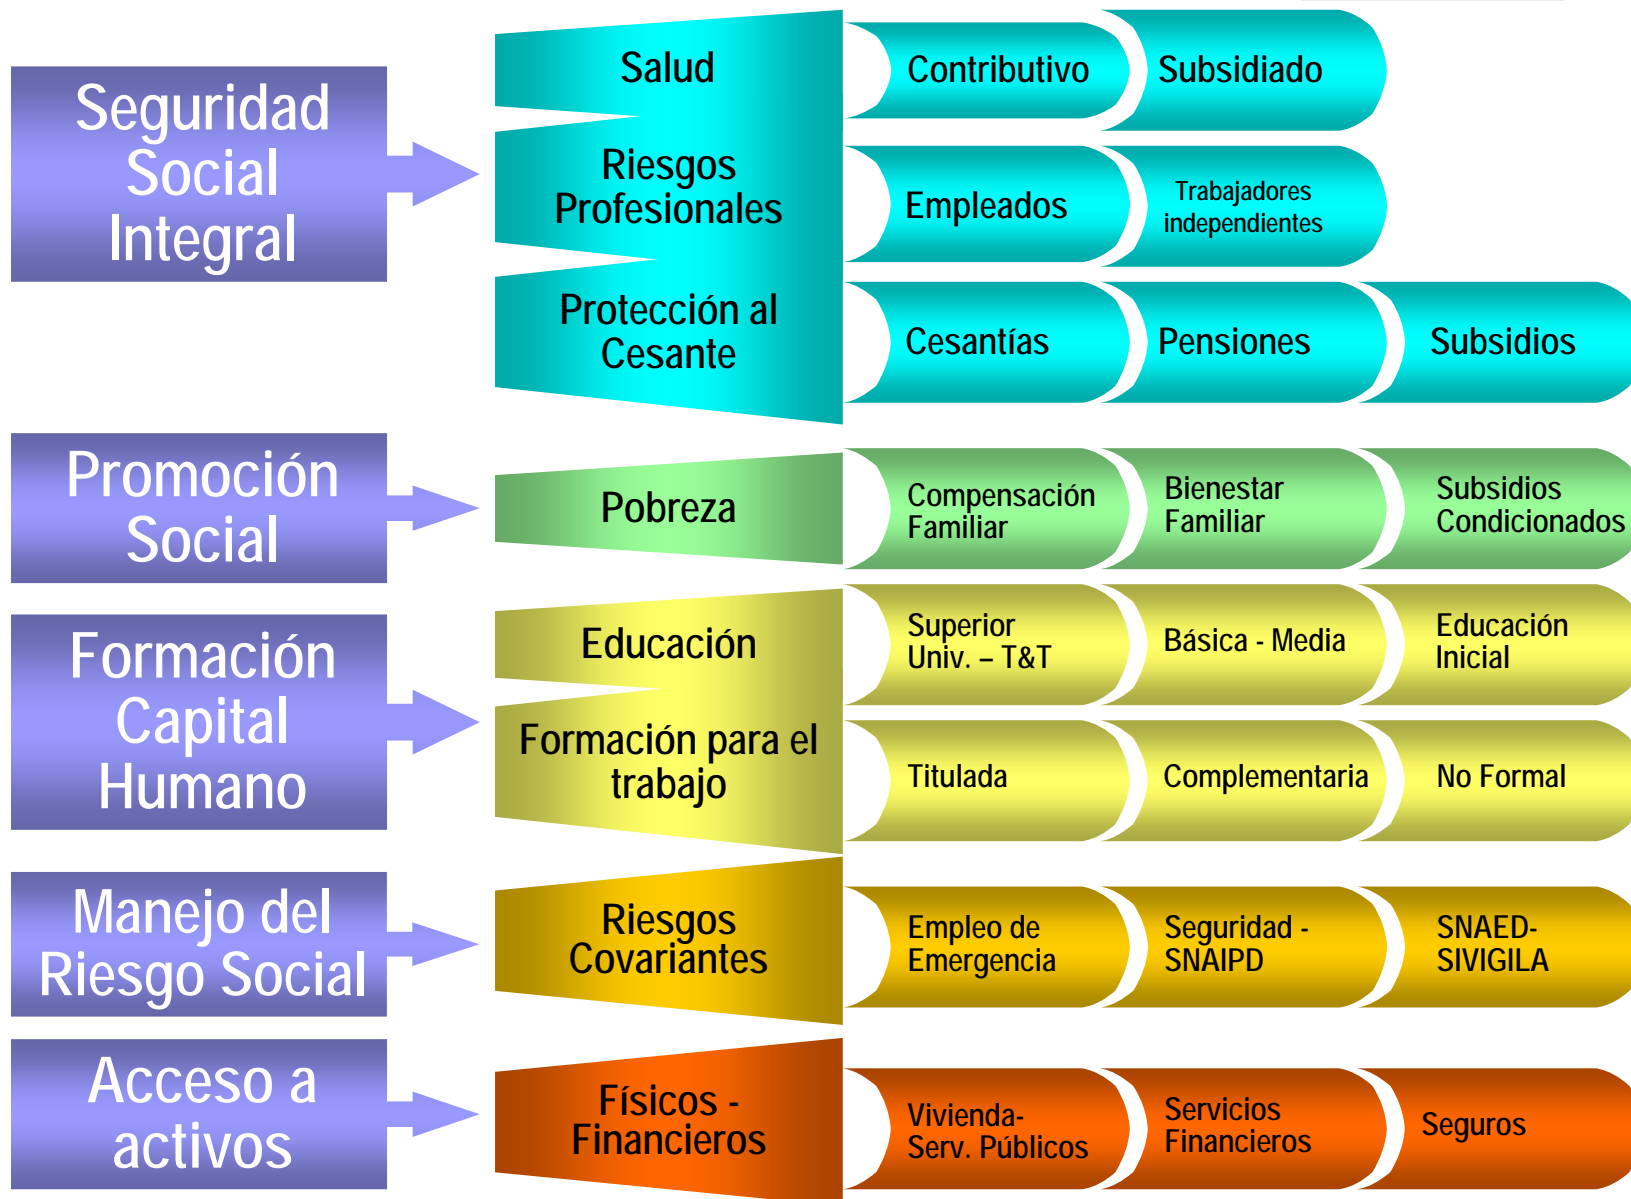 Seguridad
Social
Integral
Salud
Contributivo
Subsidiado
Riesgos
Profesionales
Empleados
Trabajadores
independientes
Protección al
Cesante
Cesantías
Pensiones
Subsidios
Promoción
Social
Pobreza
Compensación
Familiar
Bienestar
Familiar
Subsidios
Condicionados
Formación
Capital
Humano
Educación
Superior
Univ. – T&T
Básica - Media
Educación
Inicial
Formación para el
trabajo
Titulada
Complementaria
No Formal
Manejo del
Riesgo Social
Riesgos
Covariantes
Empleo de
Emergencia
Seguridad -
SNAIPD
SNAED-
SIVIGILA
Acceso a
activos
Físicos -
Financieros
Vivienda-
Serv. Públicos
Servicios
Financieros
Seguros